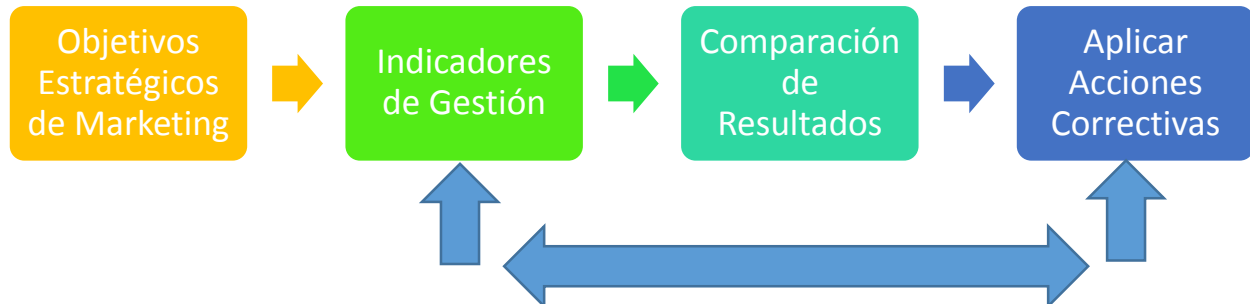 Objetivos
Estratégicos
de Marketing
Indicadores
de Gestión
Comparación
de
Resultados
Aplicar
Acciones
Correctivas